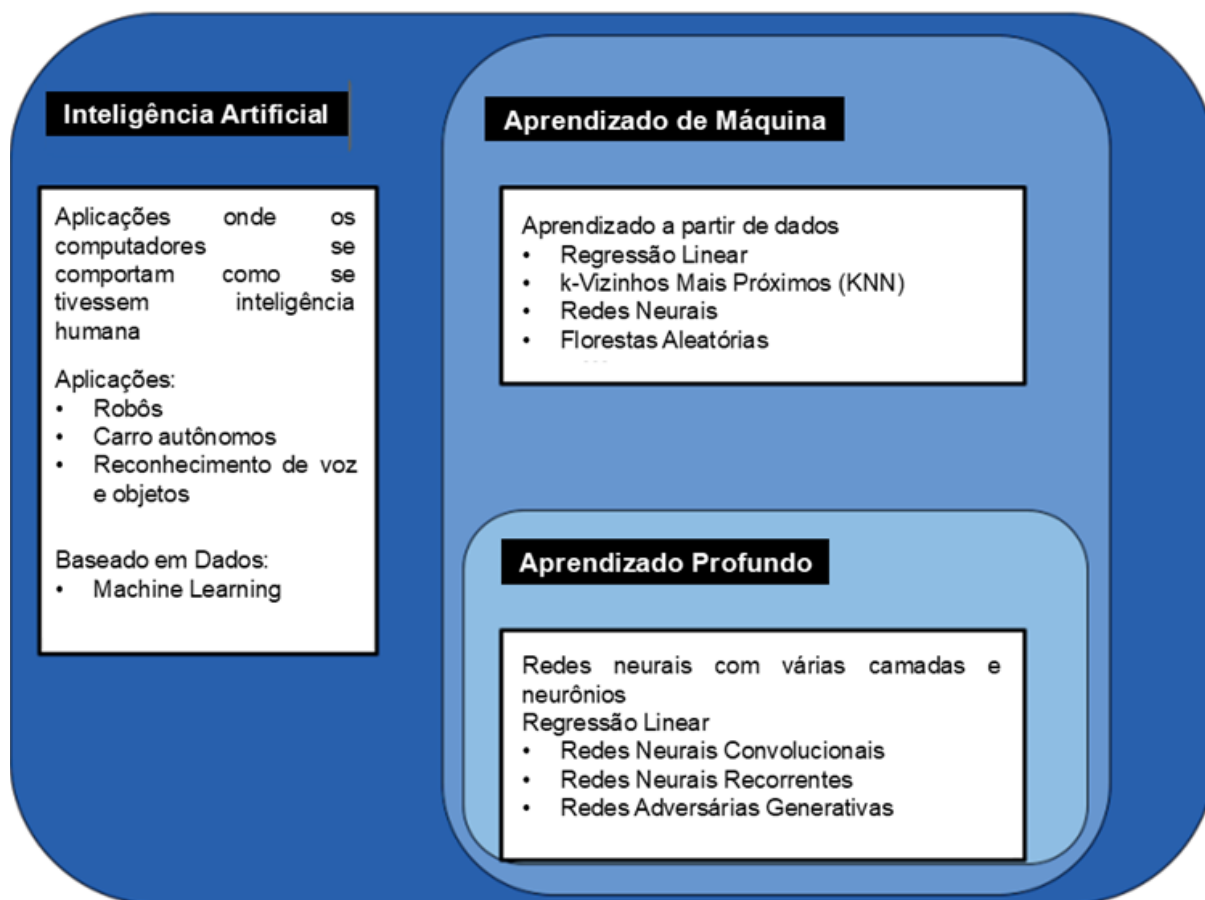 Inteligência Artificial
Aplicações onde os
computadores se
comportam como se
tivessem inteligência
humana
Aplicações:
• Robôs
• Carro autônomos
• Reconhecimento de voz
e objetos
Baseado em Dados:
• Machine Learning
Aprendizado de Máquina
Aprendizado a partir de dados
• Regressão Linear
• k-Vizinhos Mais Próximos (KNN)
• Redes Neurais
• Florestas Aleatórias
Aprendizado Profundo
Redes neurais com várias camadas e
neurônios
Regressão Linear
• Redes Neurais Convolucionais
• Redes Neurais Recorrentes
• Redes Adversárias Generativas